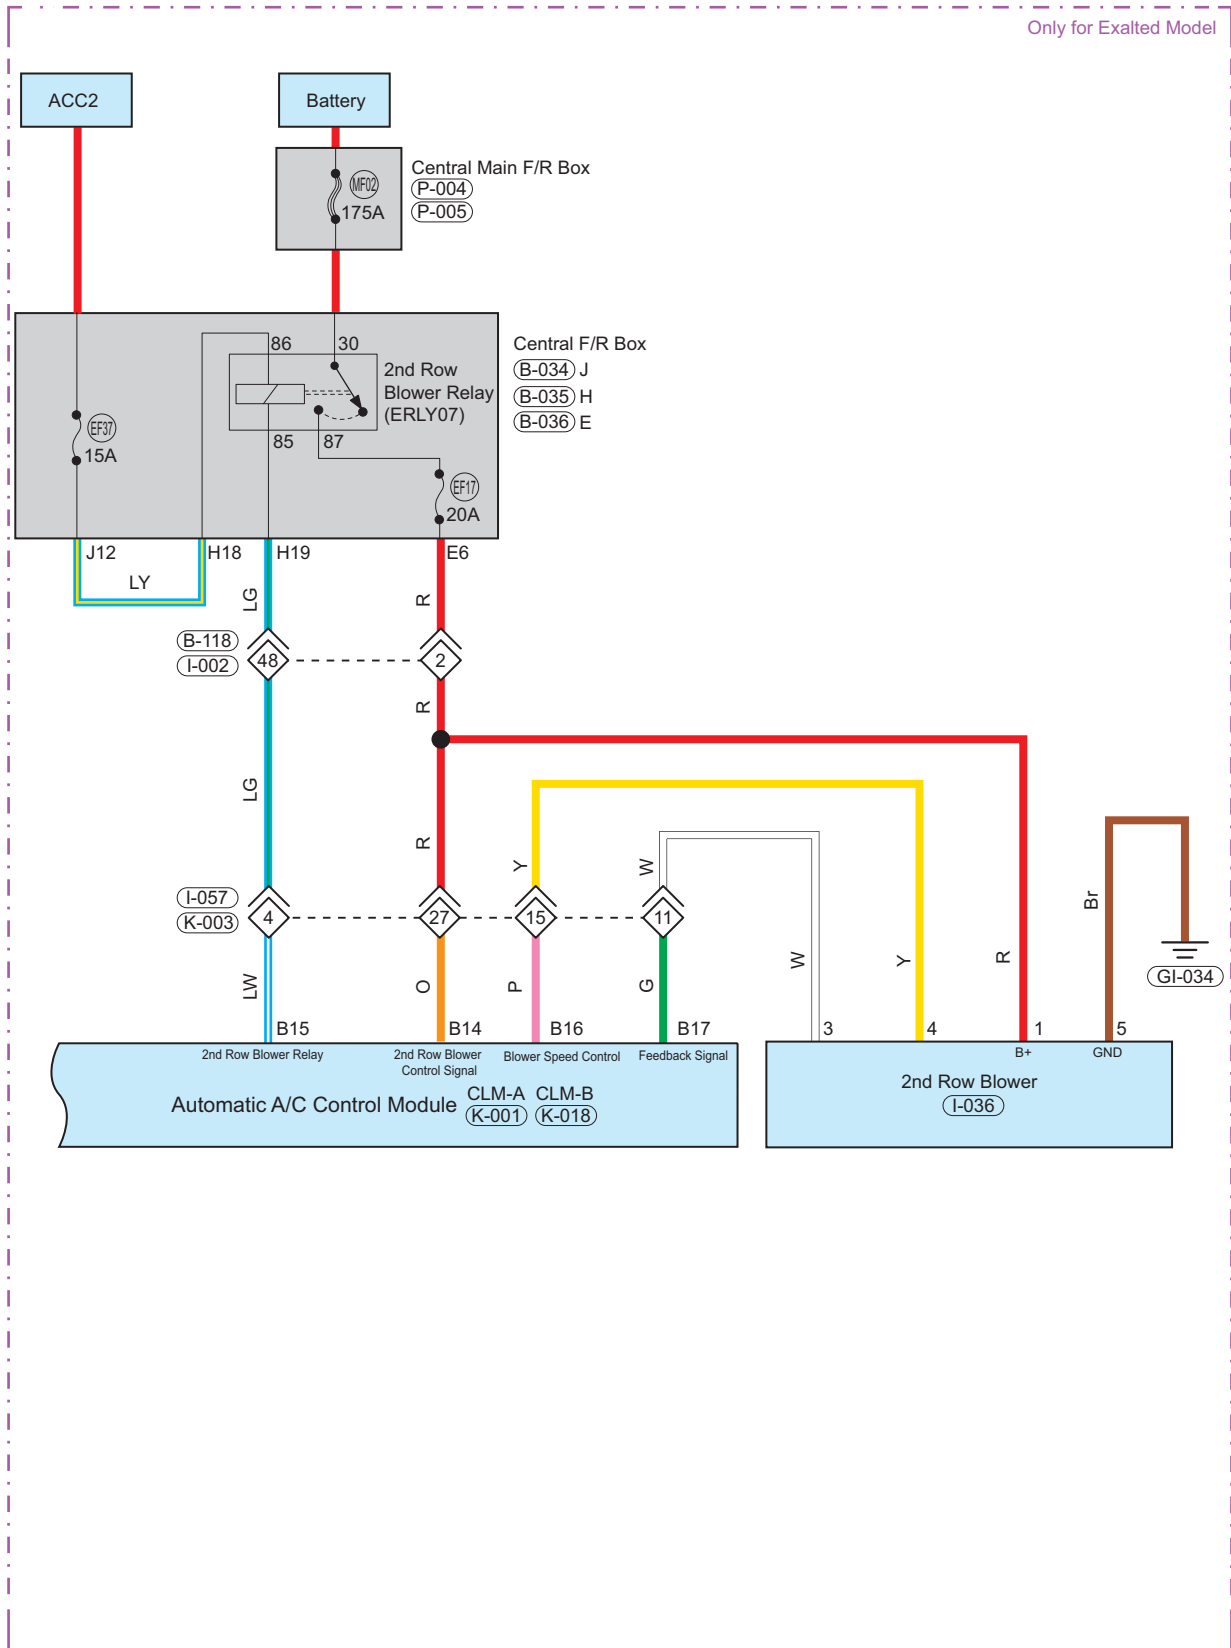 Only for Exalted Model
ACC2
Battery
MF02
175A
Central Main F/R Box
P-004
P-005
86
30
2nd Row
Blower Relay
(ERLY07)
85
87
EF37
15A
EF17
20A
Central F/R Box
B-034 J
B-035 H
B-036 E
J12
H18
H19
E6
LY
LG
R
B-118
I-002
48
2
R
LG
R
Y
W
I-057
K-003
4
27
15
11
Br
GI-034
LW
O
P
G
W
Y
R
B15
B14
B16
B17
3
4
1
5
2nd Row Blower Relay
2nd Row Blower
Control Signal
Blower Speed Control
Feedback Signal
B+
GND
Automatic A/C Control Module
CLM-A CLM-B
K-001 K-018
2nd Row Blower
I-036